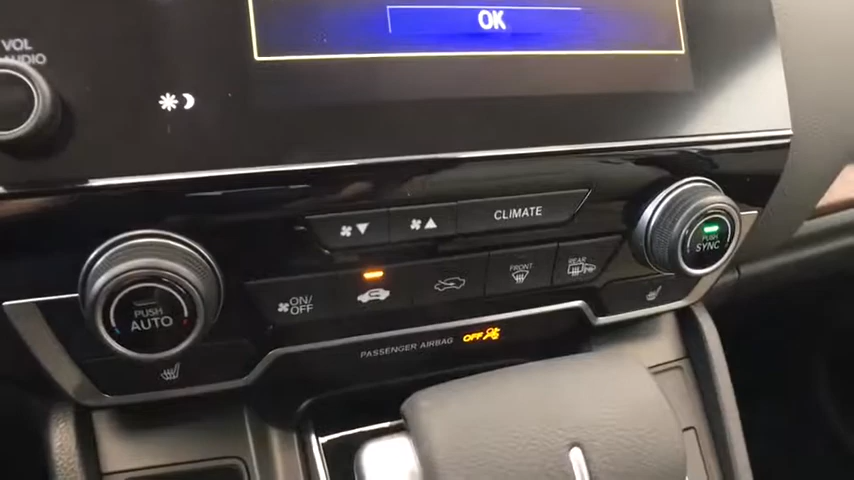 OK
VOL
AUDIO
CLIMATE
PUSH
SYNC
PUSH
AUTO
ON/
OFF
FRONT
REAR
PASSENGER AIRBAG
OFF